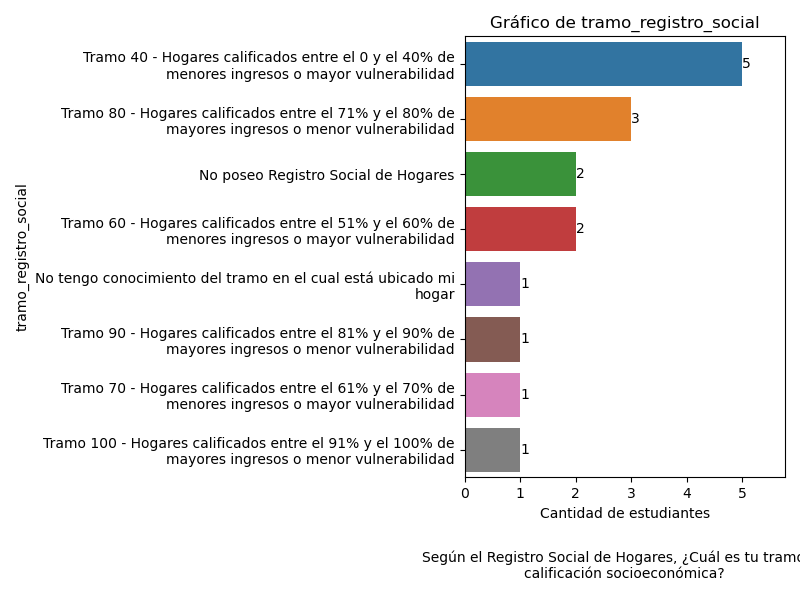 Gráfico de tramo_registro_social
Tramo 40 - Hogares calificados entre el 0 y el 40% de
menores ingresos o mayor vulnerabilidad
5
Tramo 80 - Hogares calificados entre el 71% y el 80% de
mayores ingresos o menor vulnerabilidad
3
No poseo Registro Social de Hogares
2
Tramo 60 - Hogares calificados entre el 51% y el 60% de
menores ingresos o mayor vulnerabilidad
2
No tengo conocimiento del tramo en el cual está ubicado mi
hogar
1
Tramo 90 - Hogares calificados entre el 81% y el 90% de
mayores ingresos o menor vulnerabilidad
1
Tramo 70 - Hogares calificados entre el 61% y el 70% de
menores ingresos o mayor vulnerabilidad
1
Tramo 100 - Hogares calificados entre el 91% y el 100% de
mayores ingresos o menor vulnerabilidad
1
tramo_registro_social
0 1 2 3 4 5
Cantidad de estudiantes
Según el Registro Social de Hogares, ¿Cuál es tu tramo
calificación socioeconómica?